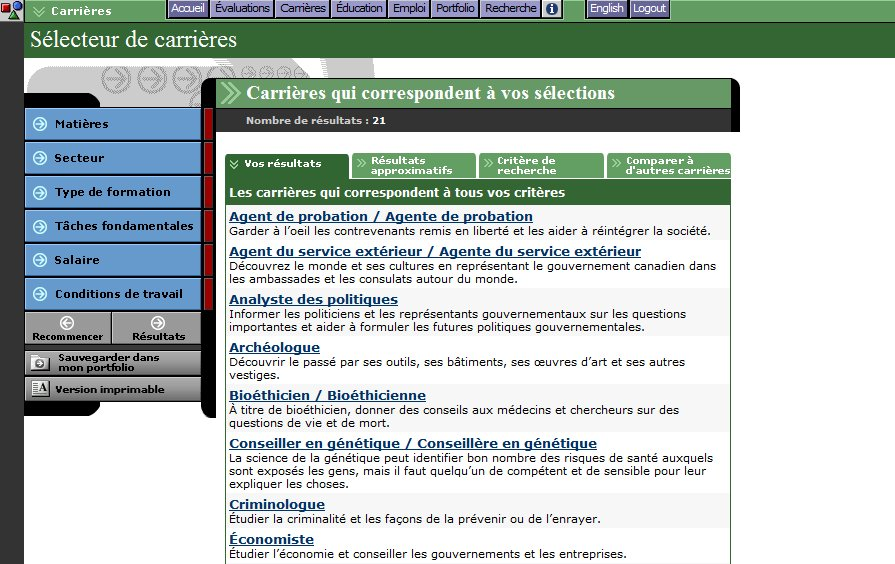 Carrières
Accueil Évaluations Carrières Éducation Emploi Portfolio Recherche i English Logout
Sélecteur de carrières
Carrières qui correspondent à vos sélections
Nombre de résultats : 21
Matières
Secteur
Type de formation
Tâches fondamentales
Salaire
Conditions de travail
Recommencer
Résultats
Sauvegarder dans
mon portfolio
A
Version imprimable
Vos résultats
Résultats
approximatifs
Critère de
recherche
Comparer à
d'autres carrières
Les carrières qui correspondent à tous vos critères
Agent de probation / Agente de probation
Garder à l'oeil les contrevenants remis en liberté et les aider à réintégrer la société.
Agent du service extérieur / Agente du service extérieur
Découvrez le monde et ses cultures en représentant le gouvernement canadien dans
les ambassades et les consulats autour du monde.
Analyste des politiques
Informer les politiciens et les représentants gouvernementaux sur les questions
importantes et aider à formuler les futures politiques gouvernementales.
Archéologue
Découvrir le passé par ses outils, ses bâtiments, ses œuvres d'art et ses autres
vestiges.
Bioéthicien / Bioéthicienne
À titre de bioéthicien, donner des conseils aux médecins et chercheurs sur des
questions de vie et de mort.
Conseiller en génétique / Conseillère en génétique
La science de la génétique peut identifier bon nombre des risques de santé auxquels
sont exposés les gens, mais il faut quelqu'un de compétent et de sensible pour leur
expliquer les choses.
Criminologue
Étudier la criminalité et les façons de la prévenir ou de l'enrayer.
Économiste
Étudier l'économie et conseiller les gouvernements et les entreprises.